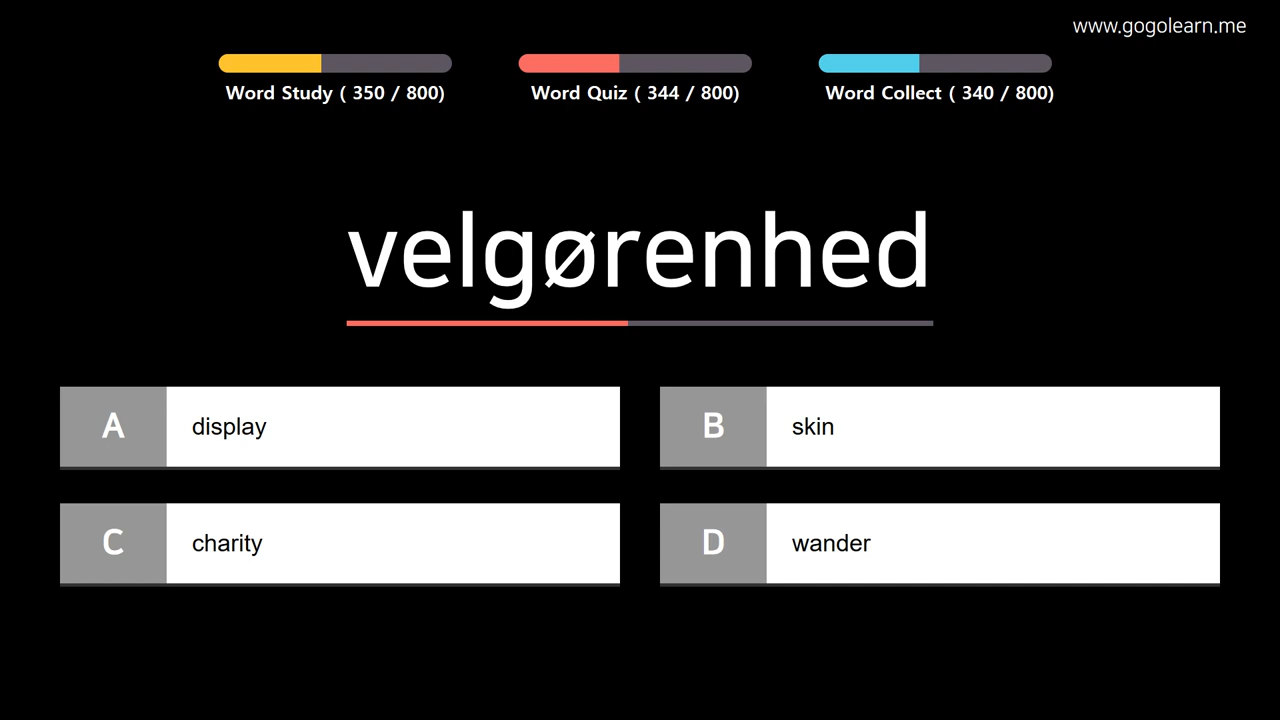 www.gogolearn.me
Word Study ( 350 / 800)
Word Quiz ( 344 / 800)
Word Collect ( 340 / 800)
velgørenhed
A display
B skin
C charity
D wander